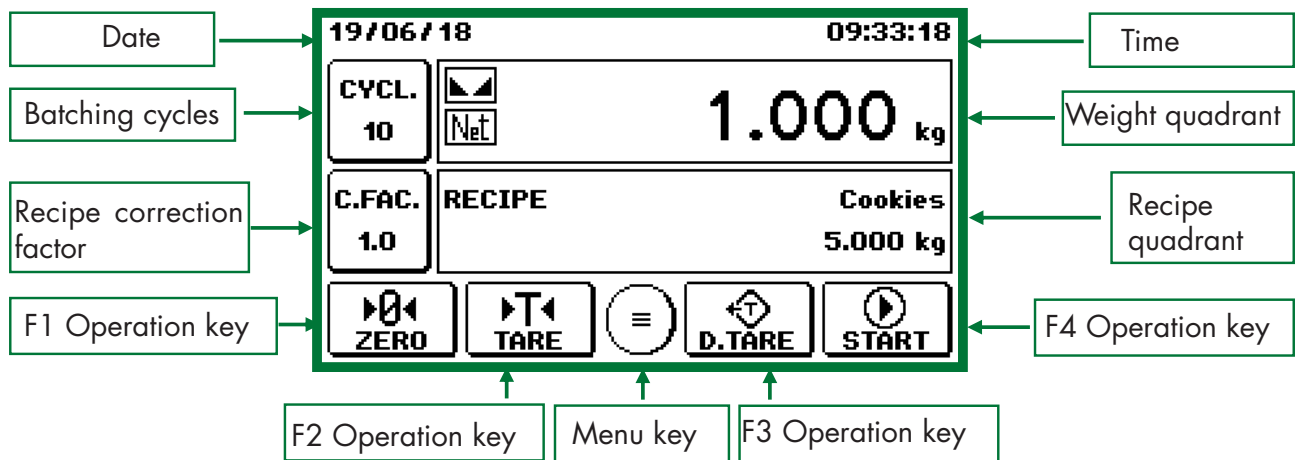 Date
19/06/18
09:33:18
Time
Batching cycles
CYCL.
10
Net
1.000 kg
Weight quadrant
Recipe correction
factor
C.FAC.
1.0
RECIPE
Cookies
5.000 kg
Recipe
quadrant
F1 Operation key
0
ZERO
T
TARE
T
D.TARE
START
F4 Operation key
F2 Operation key
Menu key
F3 Operation key